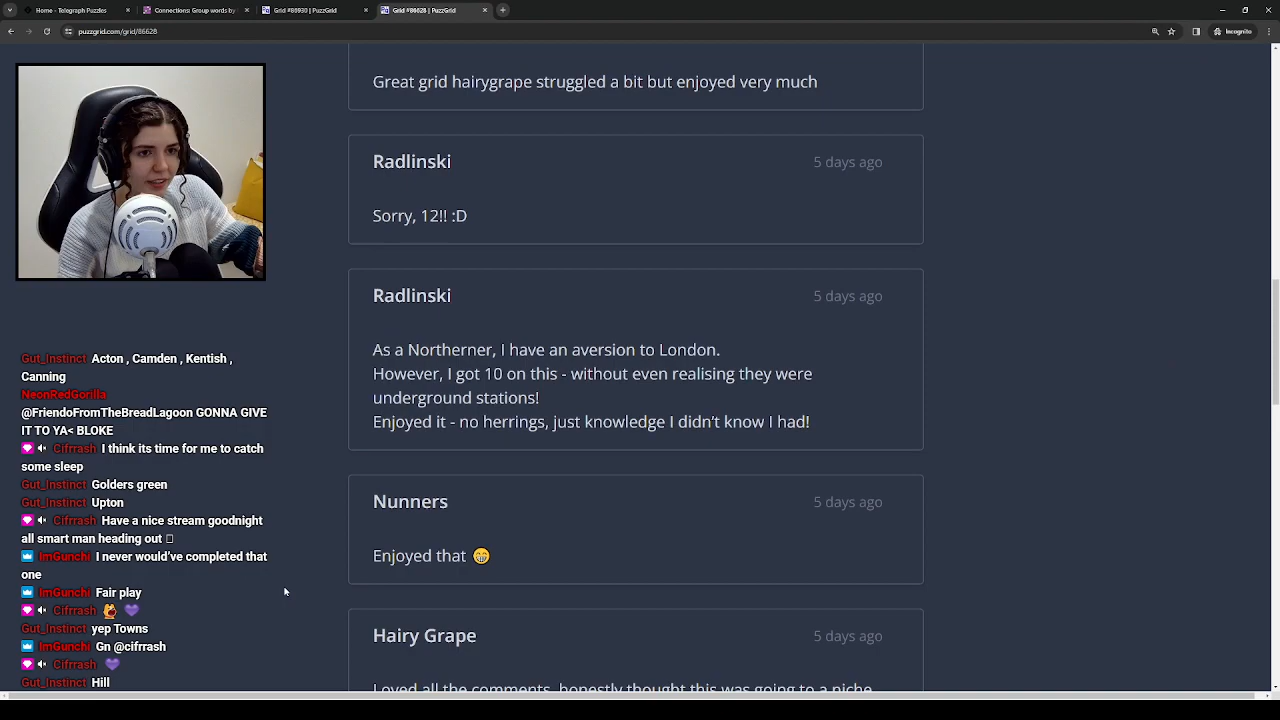 Home - Telegraph Puzzles
Connections: Group words by
Grid #86930 | PuzzGrid
Grid #86628 | PuzzGrid
puzzgrid.com/grid/86628
Incognito
Great grid hairygrape struggled a bit but enjoyed very much
Radlinski 5 days ago
Sorry, 12!! :D
Radlinski 5 days ago
As a Northerner, I have an aversion to London.
However, I got 10 on this - without even realising they were
underground stations!
Enjoyed it - no herrings, just knowledge I didn't know I had!
Nunners 5 days ago
Enjoyed that 😁
Hairy Grape 5 days ago
Loved all the comments, honestly thought this was going to a niche
Gut_Instinct Acton , Camden , Kentish ,
Canning
NeonRedGorilla
@FriendoFromTheBreadLagoon GONNA GIVE
IT TO YA< BLOKE
Cifrrash I think its time for me to catch
some sleep
Gut_Instinct Golders green
Gut_Instinct Upton
Cifrrash Have a nice stream goodnight
all smart man heading out
ImGunchi I never would've completed that
one
ImGunchi Fair play
Cifrrash 💜
Gut_Instinct yep Towns
ImGunchi Gn @cifrrash
Cifrrash 💜
Gut_Instinct Hill